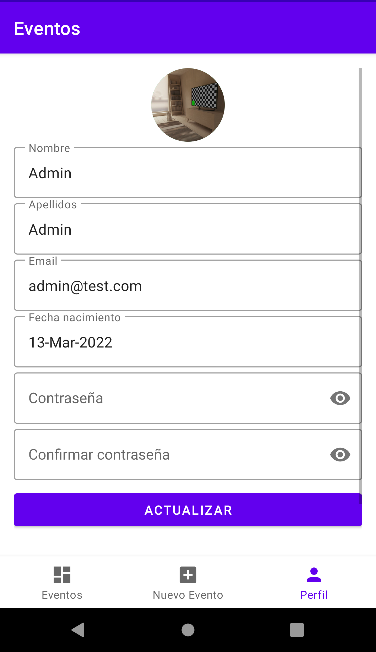 Eventos
Nombre
Admin
Apellidos
Admin
Email
admin@test.com
Fecha nacimiento
13-Mar-2022
Contraseña
Confirmar contraseña
ACTUALIZAR
Eventos
Nuevo Evento
Perfil